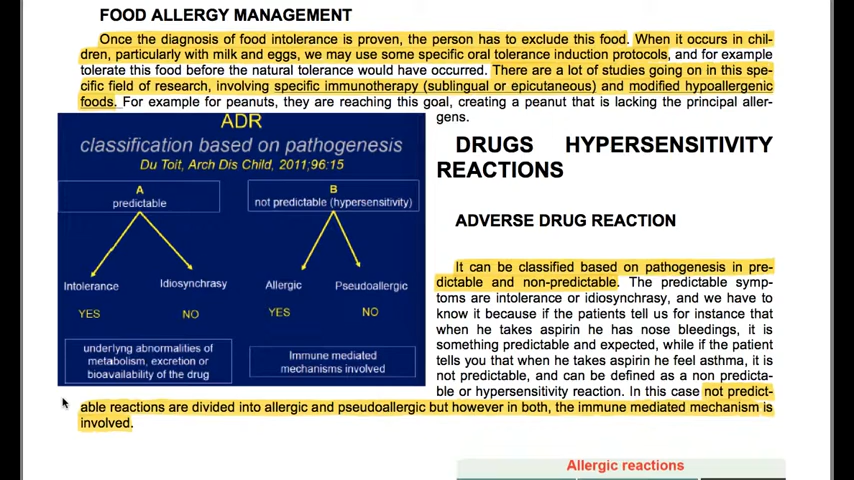 FOOD ALLERGY MANAGEMENT
Once the diagnosis of food intolerance is proven, the person has to exclude this food. When it occurs in chil-
dren, particularly with milk and eggs, we may use some specific oral tolerance induction protocols, and for example
tolerate this food before the natural tolerance would have occurred. There are a lot of studies going on in this spe-
cific field of research, involving specific immunotherapy (sublingual or epicutaneous) and modified hypoallergenic
foods. For example for peanuts, they are reaching this goal, creating a peanut that is lacking the principal aller-
gens.
ADR
classification based on pathogenesis
Du Toit, Arch Dis Child, 2011;96:15
A
predictable
B
not predictable (hypersensitivity)
Intolerance
Idiosynchrasy
Allergic
Pseudoallergic
YES
NO
YES
NO
underlyng abnormalities of
metabolism, excretion or
bioavailability of the drug
Immune mediated
mechanisms involved
DRUGS HYPERSENSITIVITY
REACTIONS
ADVERSE DRUG REACTION
It can be classified based on pathogenesis in pre-
dictable and non-predictable. The predictable symp-
toms are intolerance or idiosynchrasy, and we have to
know it because if the patients tell us for instance that
when he takes aspirin he has nose bleedings, it is
something predictable and expected, while if the patient
tells you that when he takes aspirin he feel asthma, it is
not predictable, and can be defined as a non predicta-
ble or hypersensitivity reaction. In this case not predict-
able reactions are divided into allergic and pseudoallergic but however in both, the immune mediated mechanism is
involved.
Allergic reactions